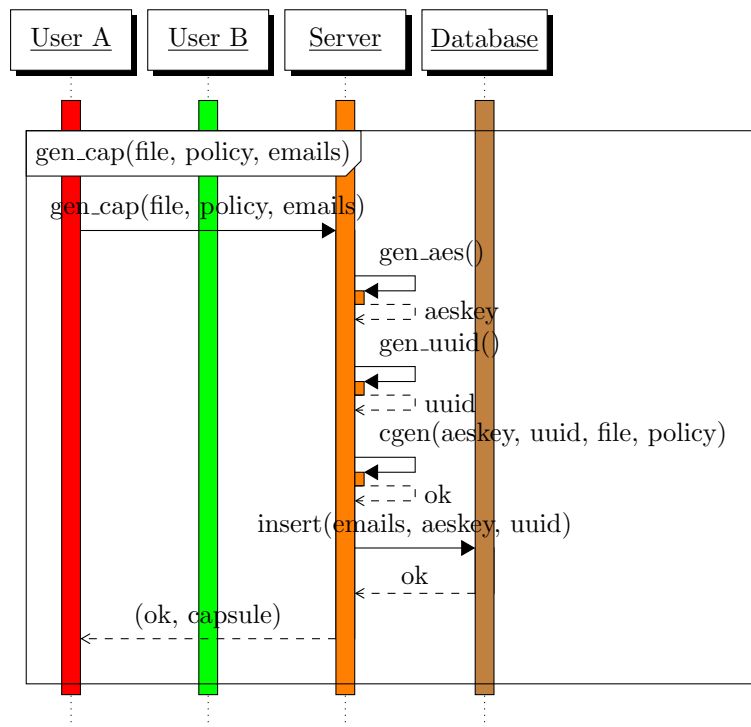 User A User B Server Database
gen_cap(file, policy, emails)
gen_cap(file, policy, emails)
gen_aes()
aeskey
gen_uuid()
uuid
cgen(aeskey, uuid, file, policy)
ok
insert(emails, aeskey, uuid)
ok
(ok, capsule)